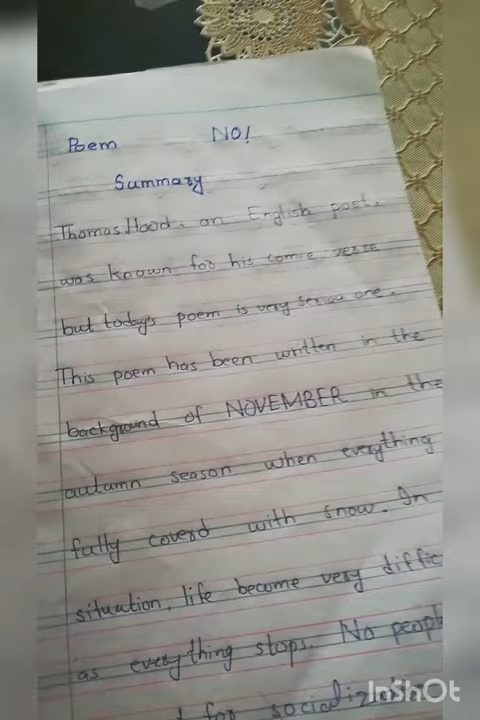 Poem NO!
Summary
Thomas Hood, an English poet,
was known for his comic verse
but today's poem is very serious one.
This poem has been written in the
background of NOVEMBER in the
autumn season when everything
fully coverd with snow. In
situation, life become very diffic
as everything stops. No peopl
for socializi
InShOt